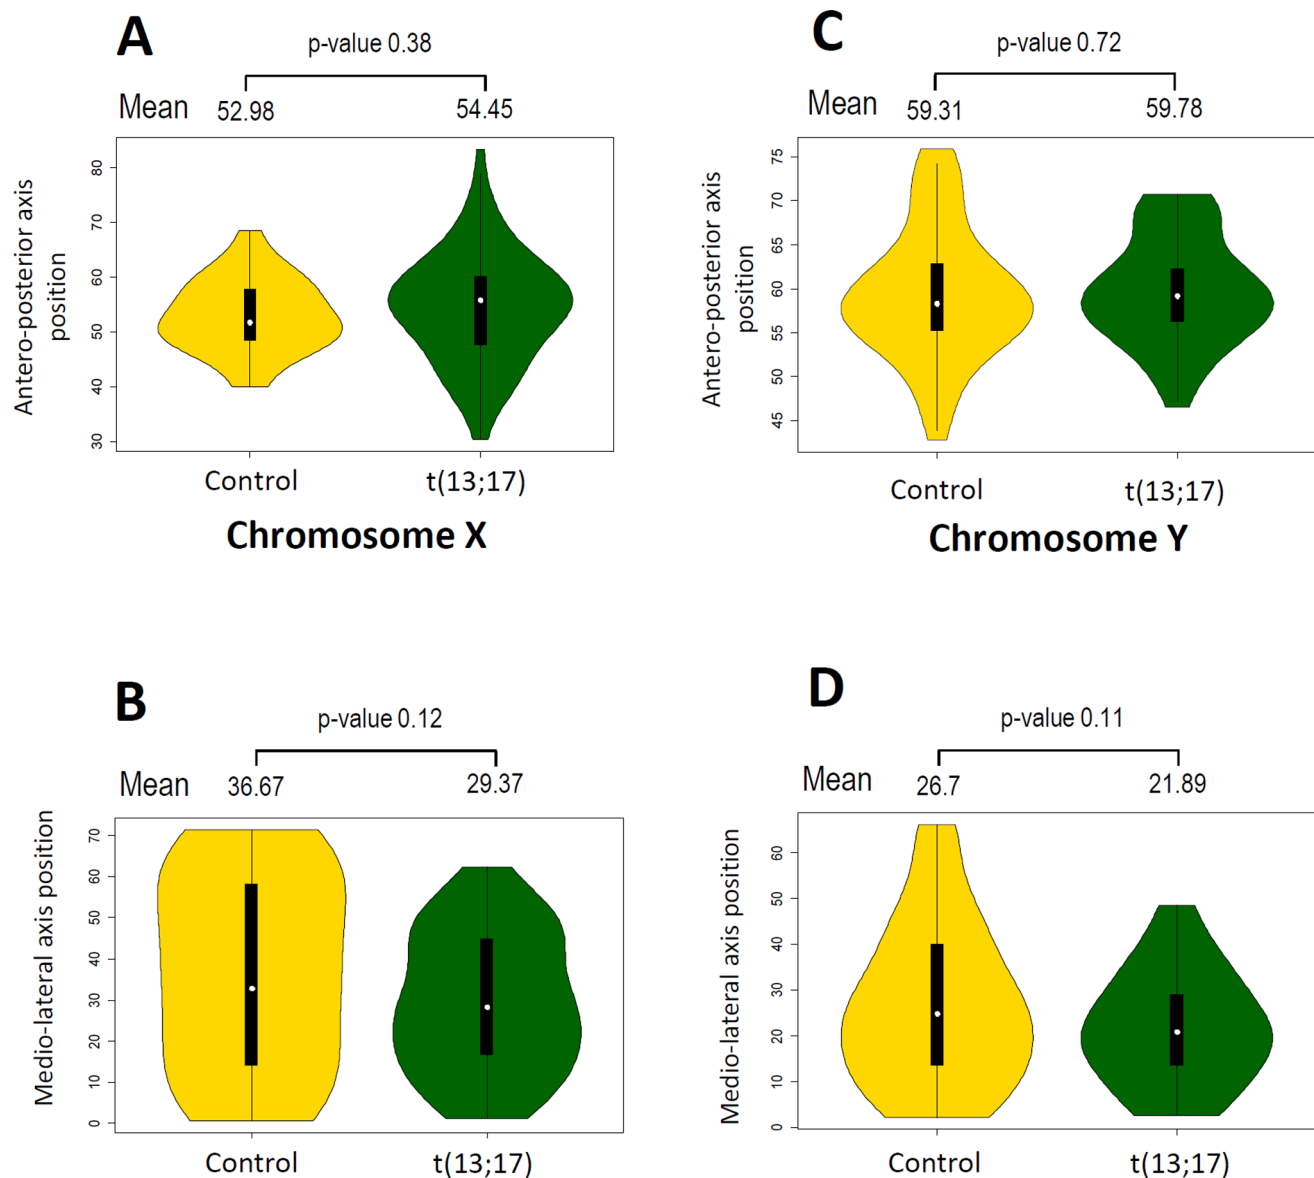 A
p-value 0.38
Mean 52.98 54.45
Antero-posterior axis
position
80
70
60
50
40
30
Control t(13;17)
Chromosome X
C
p-value 0.72
Mean 59.31 59.78
Antero-posterior axis
position
75
70
65
60
55
50
45
Control t(13;17)
Chromosome Y
B
p-value 0.12
Mean 36.67 29.37
Medio-lateral axis position
70
60
50
40
30
20
10
0
Control t(13;17)
D
p-value 0.11
Mean 26.7 21.89
Medio-lateral axis position
60
50
40
30
20
10
0
Control t(13;17)